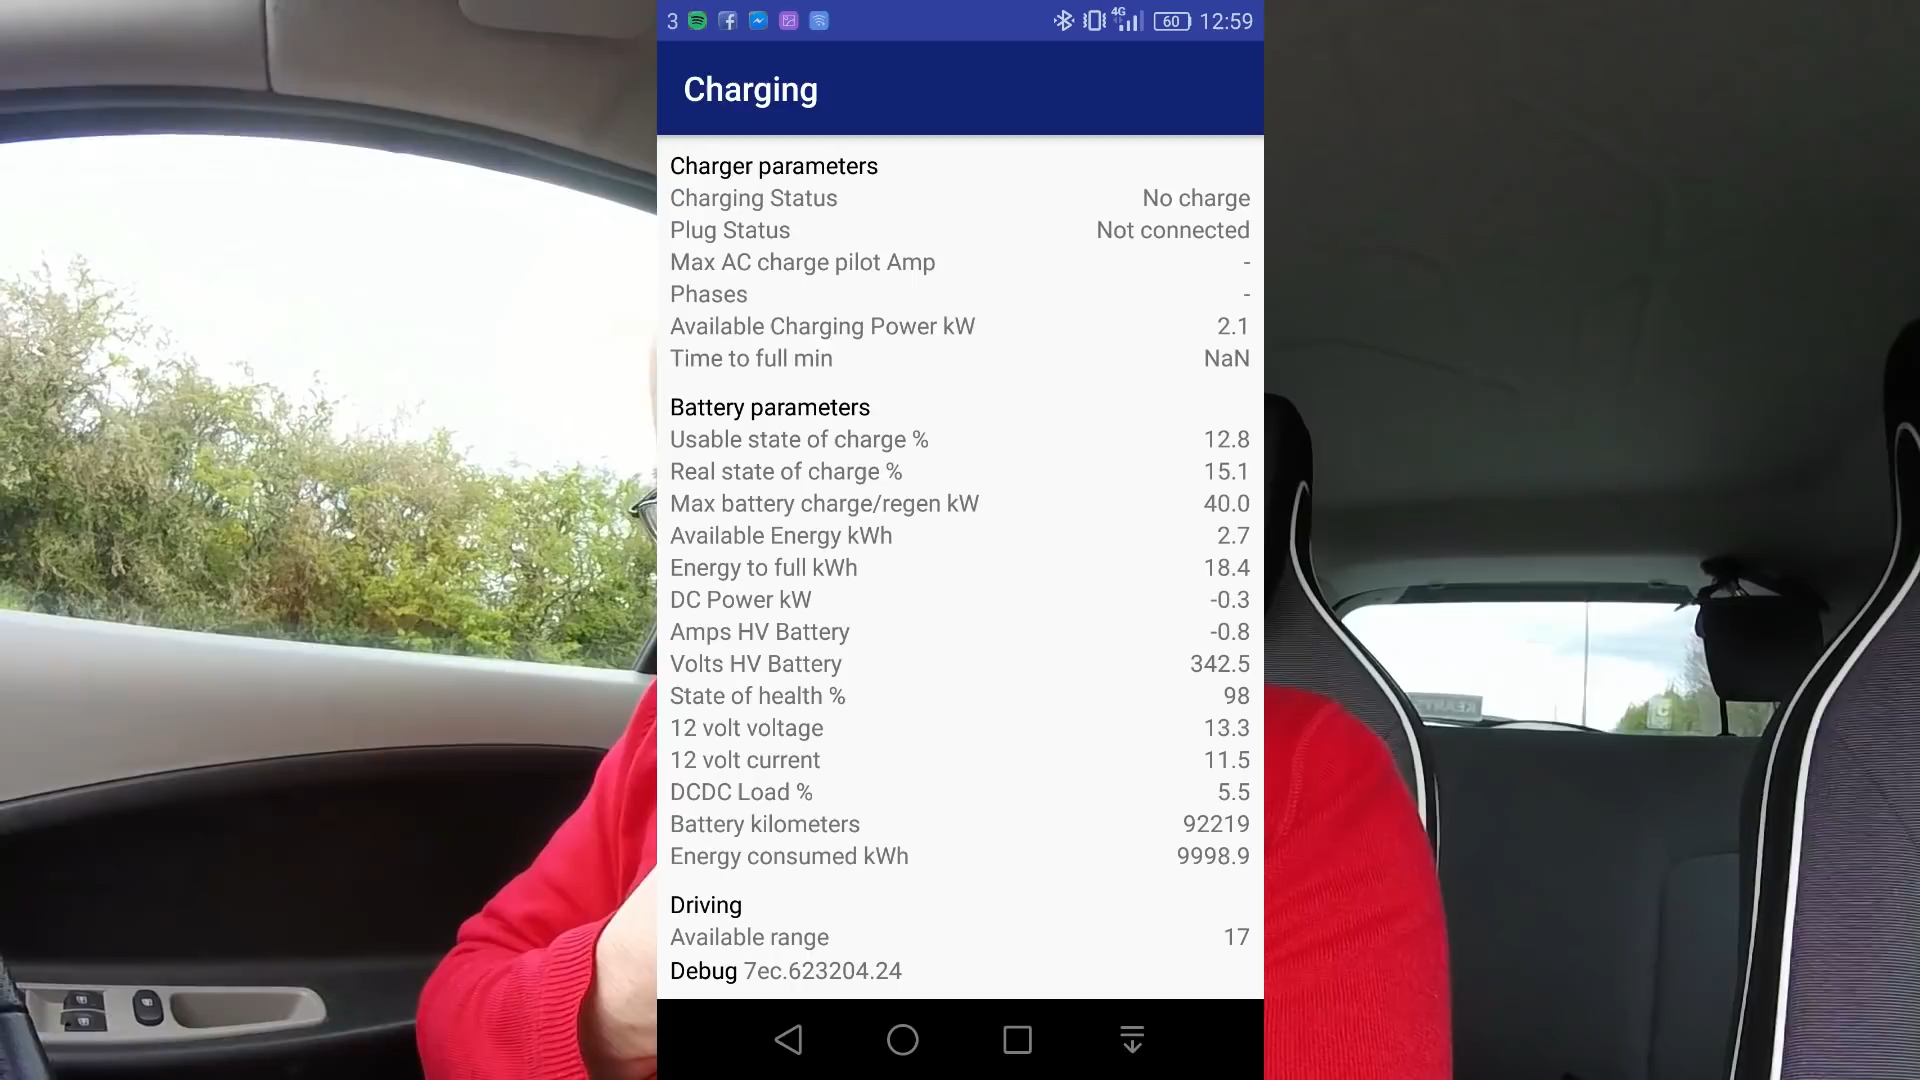 3 4G 60 12:59
Charging
Charger parameters
Charging Status No charge
Plug Status Not connected
Max AC charge pilot Amp -
Phases -
Available Charging Power kW 2.1
Time to full min NaN
Battery parameters
Usable state of charge % 12.8
Real state of charge % 15.1
Max battery charge/regen kW 40.0
Available Energy kWh 2.7
Energy to full kWh 18.4
DC Power kW -0.3
Amps HV Battery -0.8
Volts HV Battery 342.5
State of health % 98
12 volt voltage 13.3
12 volt current 11.5
DCDC Load % 5.5
Battery kilometers 92219
Energy consumed kWh 9998.9
Driving
Available range 17
Debug 7ec.623204.24